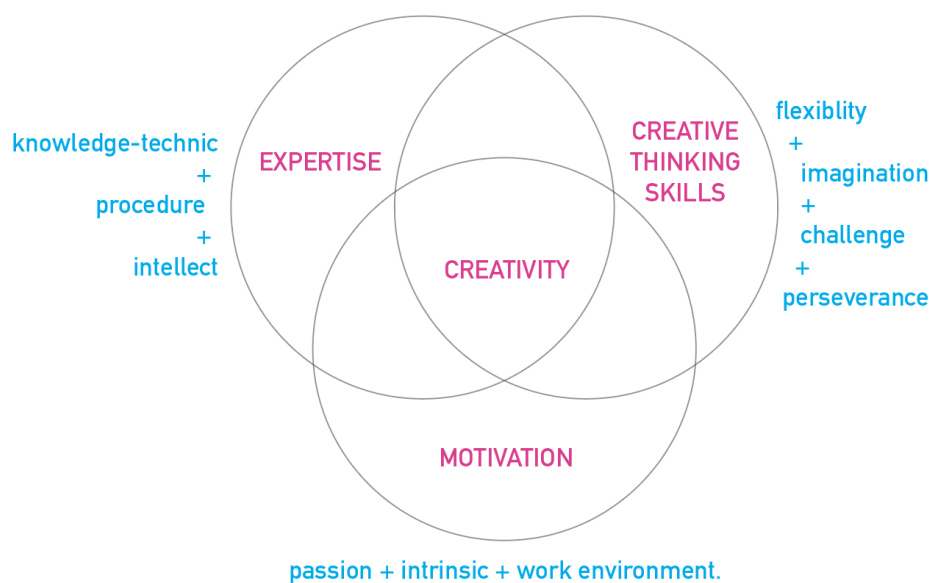 knowledge-technic
+
procedure
+
intellect
EXPERTISE
CREATIVE
THINKING
SKILLS
flexiblity
+
imagination
+
challenge
+
perseverance
CREATIVITY
MOTIVATION
passion + intrinsic + work environment.